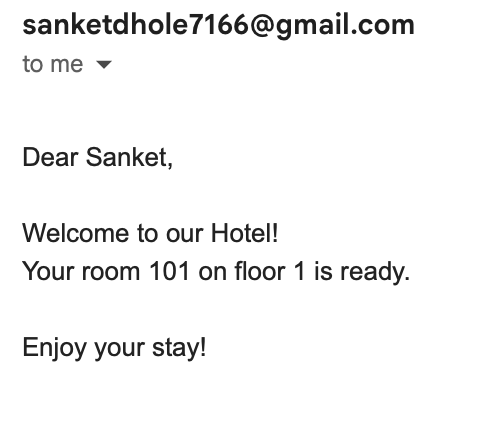 sanketdhole7166@gmail.com
to me
Dear Sanket,
Welcome to our Hotel!
Your room 101 on floor 1 is ready.
Enjoy your stay!